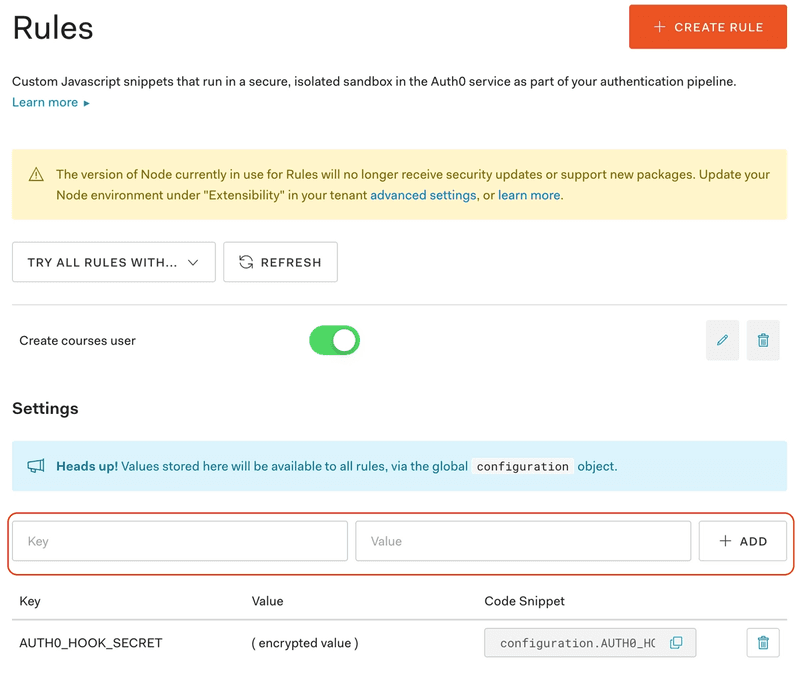 Rules
CREATE RULE
Custom Javascript snippets that run in a secure, isolated sandbox in the Auth0 service as part of your authentication pipeline.
Learn more ▸
The version of Node currently in use for Rules will no longer receive security updates or support new packages. Update your
Node environment under "Extensibility" in your tenant advanced settings, or learn more.
TRY ALL RULES WITH...
REFRESH
Create courses user
Settings
Heads up! Values stored here will be available to all rules, via the global configuration object.
Key
Value
ADD
Key
Value
Code Snippet
AUTH0_HOOK_SECRET
( encrypted value )
configuration.AUTH0_HO